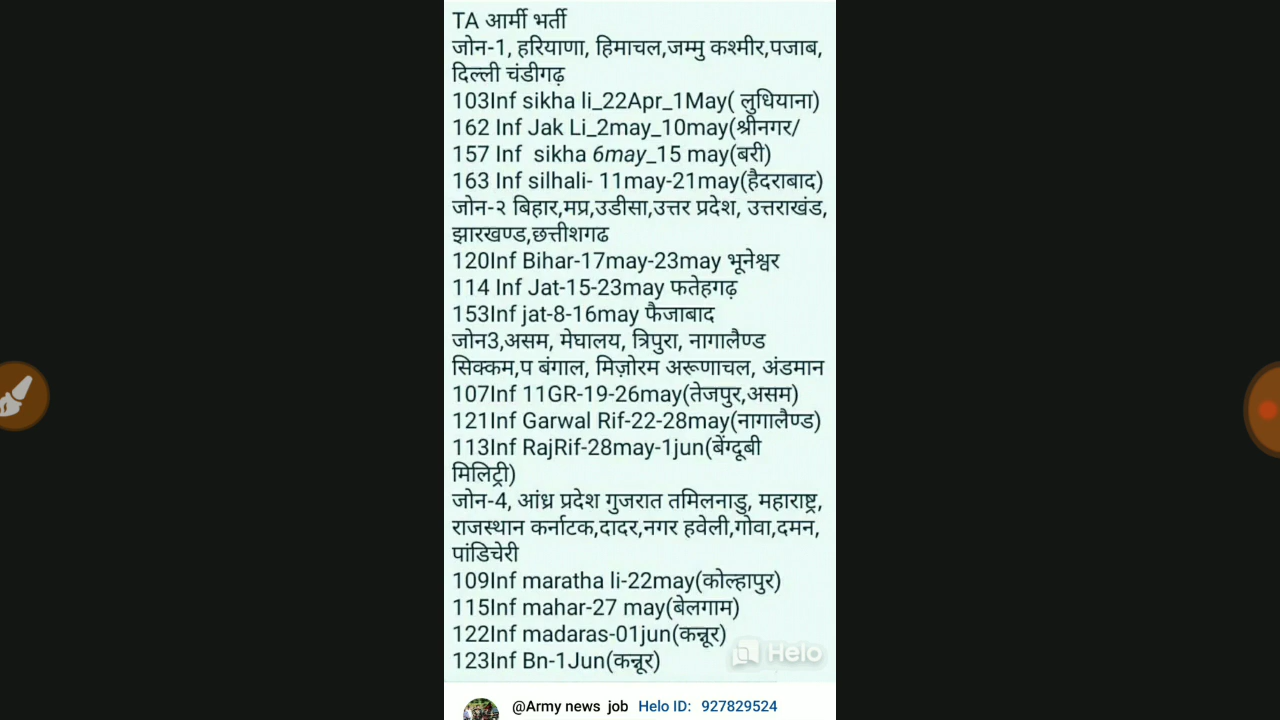 TA आर्मी भर्ती
जोन-1, हरियाणा, हिमाचल,जम्मु कश्मीर,पजाब,
दिल्ली चंडीगढ़
103Inf sikha li_22Apr_1May( लुधियाना)
162 Inf Jak Li_2may_10may(श्रीनगर/
157 Inf sikha 6may_15 may(बरी)
163 Inf silhali- 11may-21may(हैदराबाद)
जोन-२ बिहार,मप्र,उडीसा,उत्तर प्रदेश, उत्तराखंड,
झारखण्ड,छत्तीशगढ
120Inf Bihar-17may-23may भूनेश्वर
114 Inf Jat-15-23may फतेहगढ़
153Inf jat-8-16may फैजाबाद
जोन3,असम, मेघालय, त्रिपुरा, नागालैण्ड
सिक्कम,प बंगाल, मिज़ोरम अरूणाचल, अंडमान
107Inf 11GR-19-26may(तेजपुर,असम)
121Inf Garwal Rif-22-28may(नागालैण्ड)
113Inf RajRif-28may-1jun(बेंग्दूबी
मिलिट्री)
जोन-4, आंध्र प्रदेश गुजरात तमिलनाडु, महाराष्ट्र,
राजस्थान कर्नाटक,दादर,नगर हवेली,गोवा,दमन,
पांडिचेरी
109Inf maratha li-22may(कोल्हापुर)
115Inf mahar-27 may(बेलगाम)
122Inf madaras-01jun(कन्नूर)
123Inf Bn-1Jun(कन्नूर)
Helo
@Army news job Helo ID: 927829524